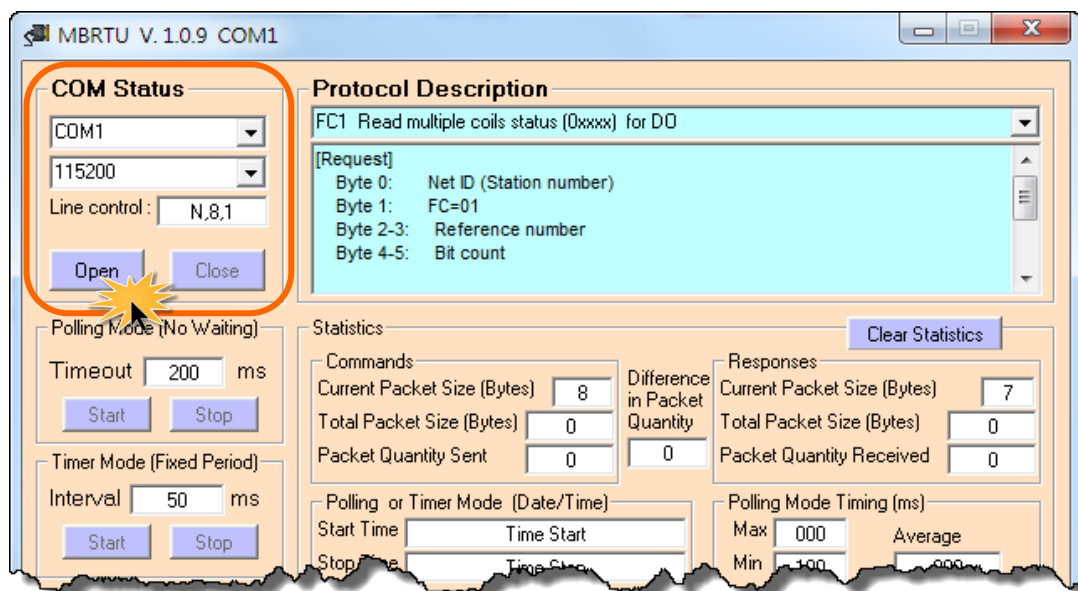 MBRTU V. 1.0.9 COM1
COM Status
COM1
115200
Line control : N,8,1
Open Close
Protocol Description
FC1 Read multiple coils status (0xxxx) for DO
[Request]
Byte 0: Net ID (Station number)
Byte 1: FC=01
Byte 2-3: Reference number
Byte 4-5: Bit count
Polling Mode (No Waiting)
Timeout 200 ms
Start Stop
Timer Mode (Fixed Period)
Interval 50 ms
Start Stop
Statistics
Clear Statistics
Commands
Current Packet Size (Bytes) 8
Total Packet Size (Bytes) 0
Packet Quantity Sent 0
Difference
in Packet
Quantity
0
Responses
Current Packet Size (Bytes) 7
Total Packet Size (Bytes) 0
Packet Quantity Received 0
Polling or Timer Mode (Date/Time)
Start Time Time Start
Stop Time Time Stop
Polling Mode Timing (ms)
Max 000 Average
Min 100 000